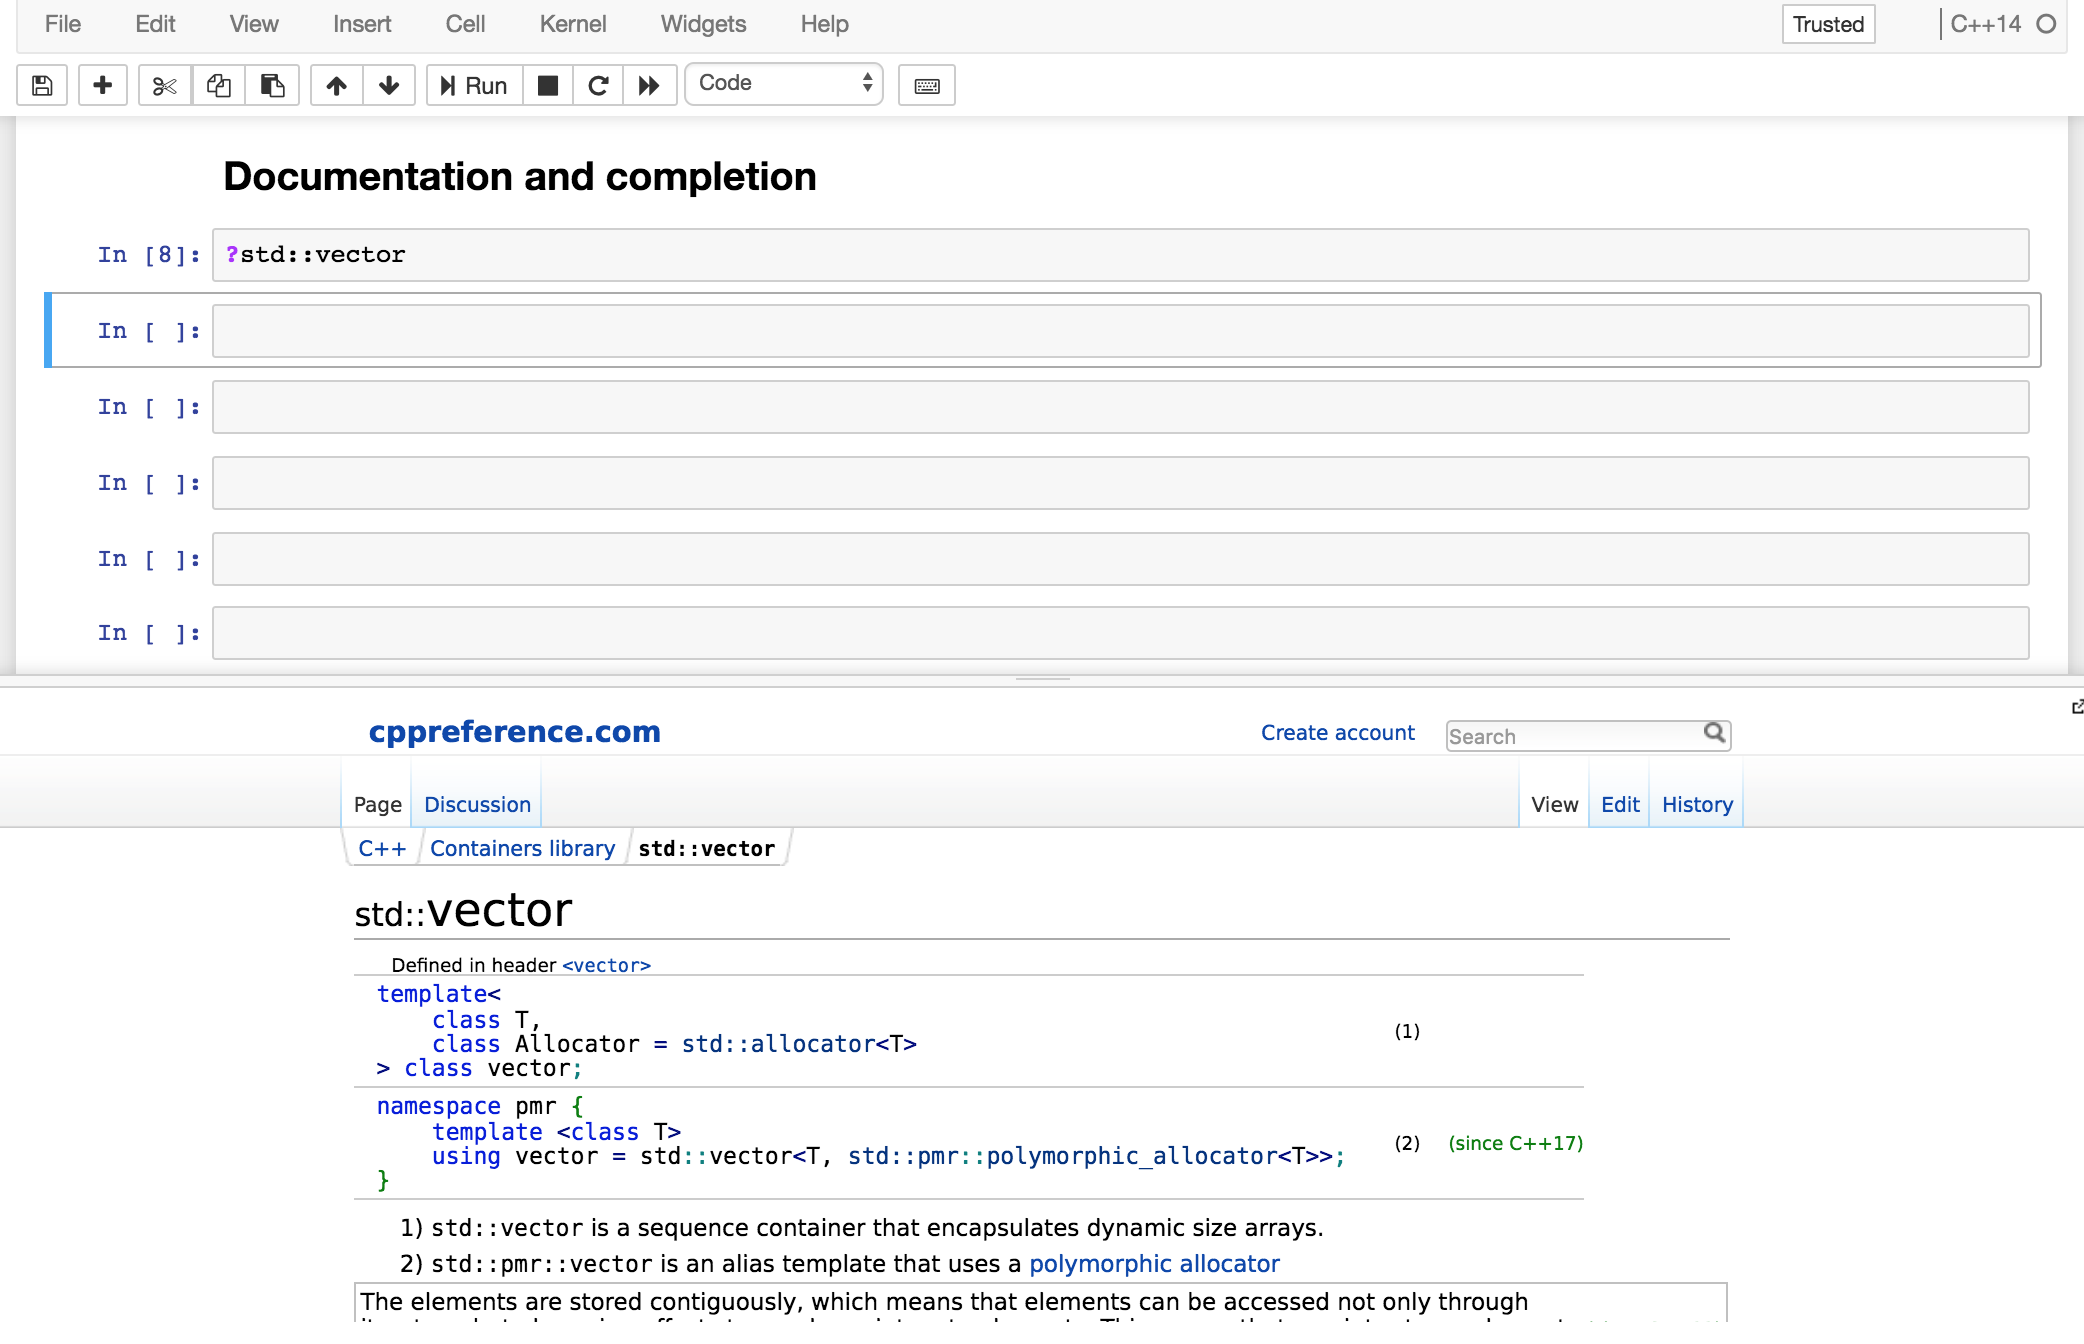 File Edit View Insert Cell Kernel Widgets Help Trusted C++14
Run Code
Documentation and completion
In [8]: ?std::vector
In [ ]:
In [ ]:
In [ ]:
In [ ]:
In [ ]:
cppreference.com Create account Search
Page Discussion View Edit History
C++ Containers library std::vector
std::vector
Defined in header <vector>
template<
    class T,
    class Allocator = std::allocator<T>
> class vector;
(1)
namespace pmr {
    template <class T>
    using vector = std::vector<T, std::pmr::polymorphic_allocator<T>>;
}
(2) (since C++17)
1) std::vector is a sequence container that encapsulates dynamic size arrays.
2) std::pmr::vector is an alias template that uses a polymorphic allocator
The elements are stored contiguously, which means that elements can be accessed not only through